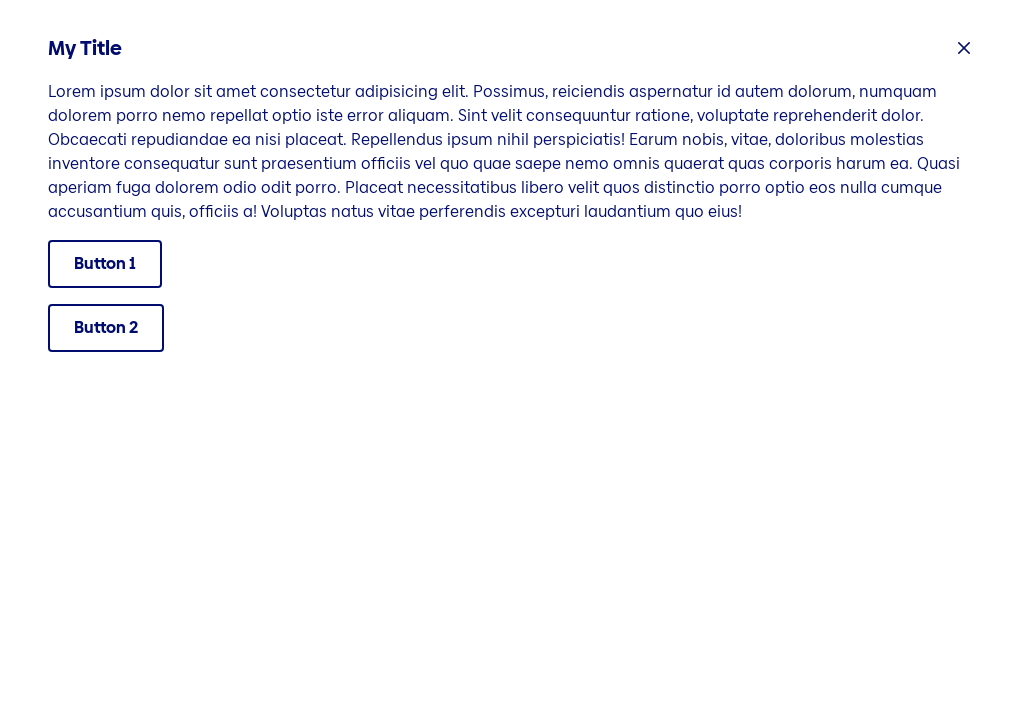 My Title
Lorem ipsum dolor sit amet consectetur adipisicing elit. Possimus, reiciendis aspernatur id autem dolorum, numquam
dolorem porro nemo repellat optio iste error aliquam. Sint velit consequuntur ratione, voluptate reprehenderit dolor.
Obcaecati repudiandae ea nisi placeat. Repellendus ipsum nihil perspiciatis! Earum nobis, vitae, doloribus molestias
inventore consequatur sunt praesentium officiis vel quo quae saepe nemo omnis quaerat quas corporis harum ea. Quasi
aperiam fuga dolorem odio odit porro. Placeat necessitatibus libero velit quos distinctio porro optio eos nulla cumque
accusantium quis, officiis a! Voluptas natus vitae perferendis excepturi laudantium quo eius!
Button 1
Button 2